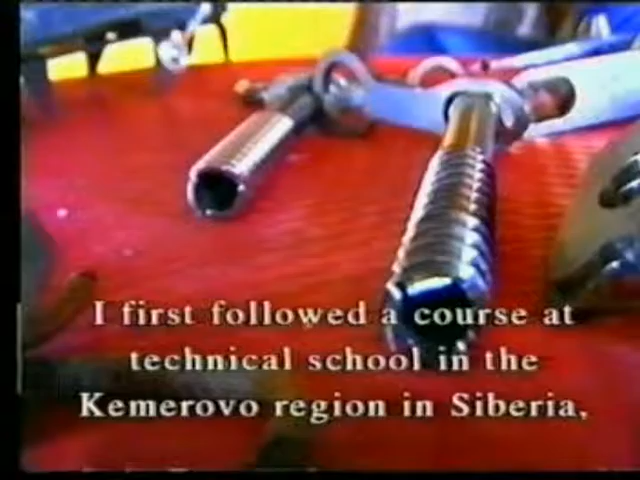 I first followed a course at
technical school in the
Kemerovo region in Siberia,